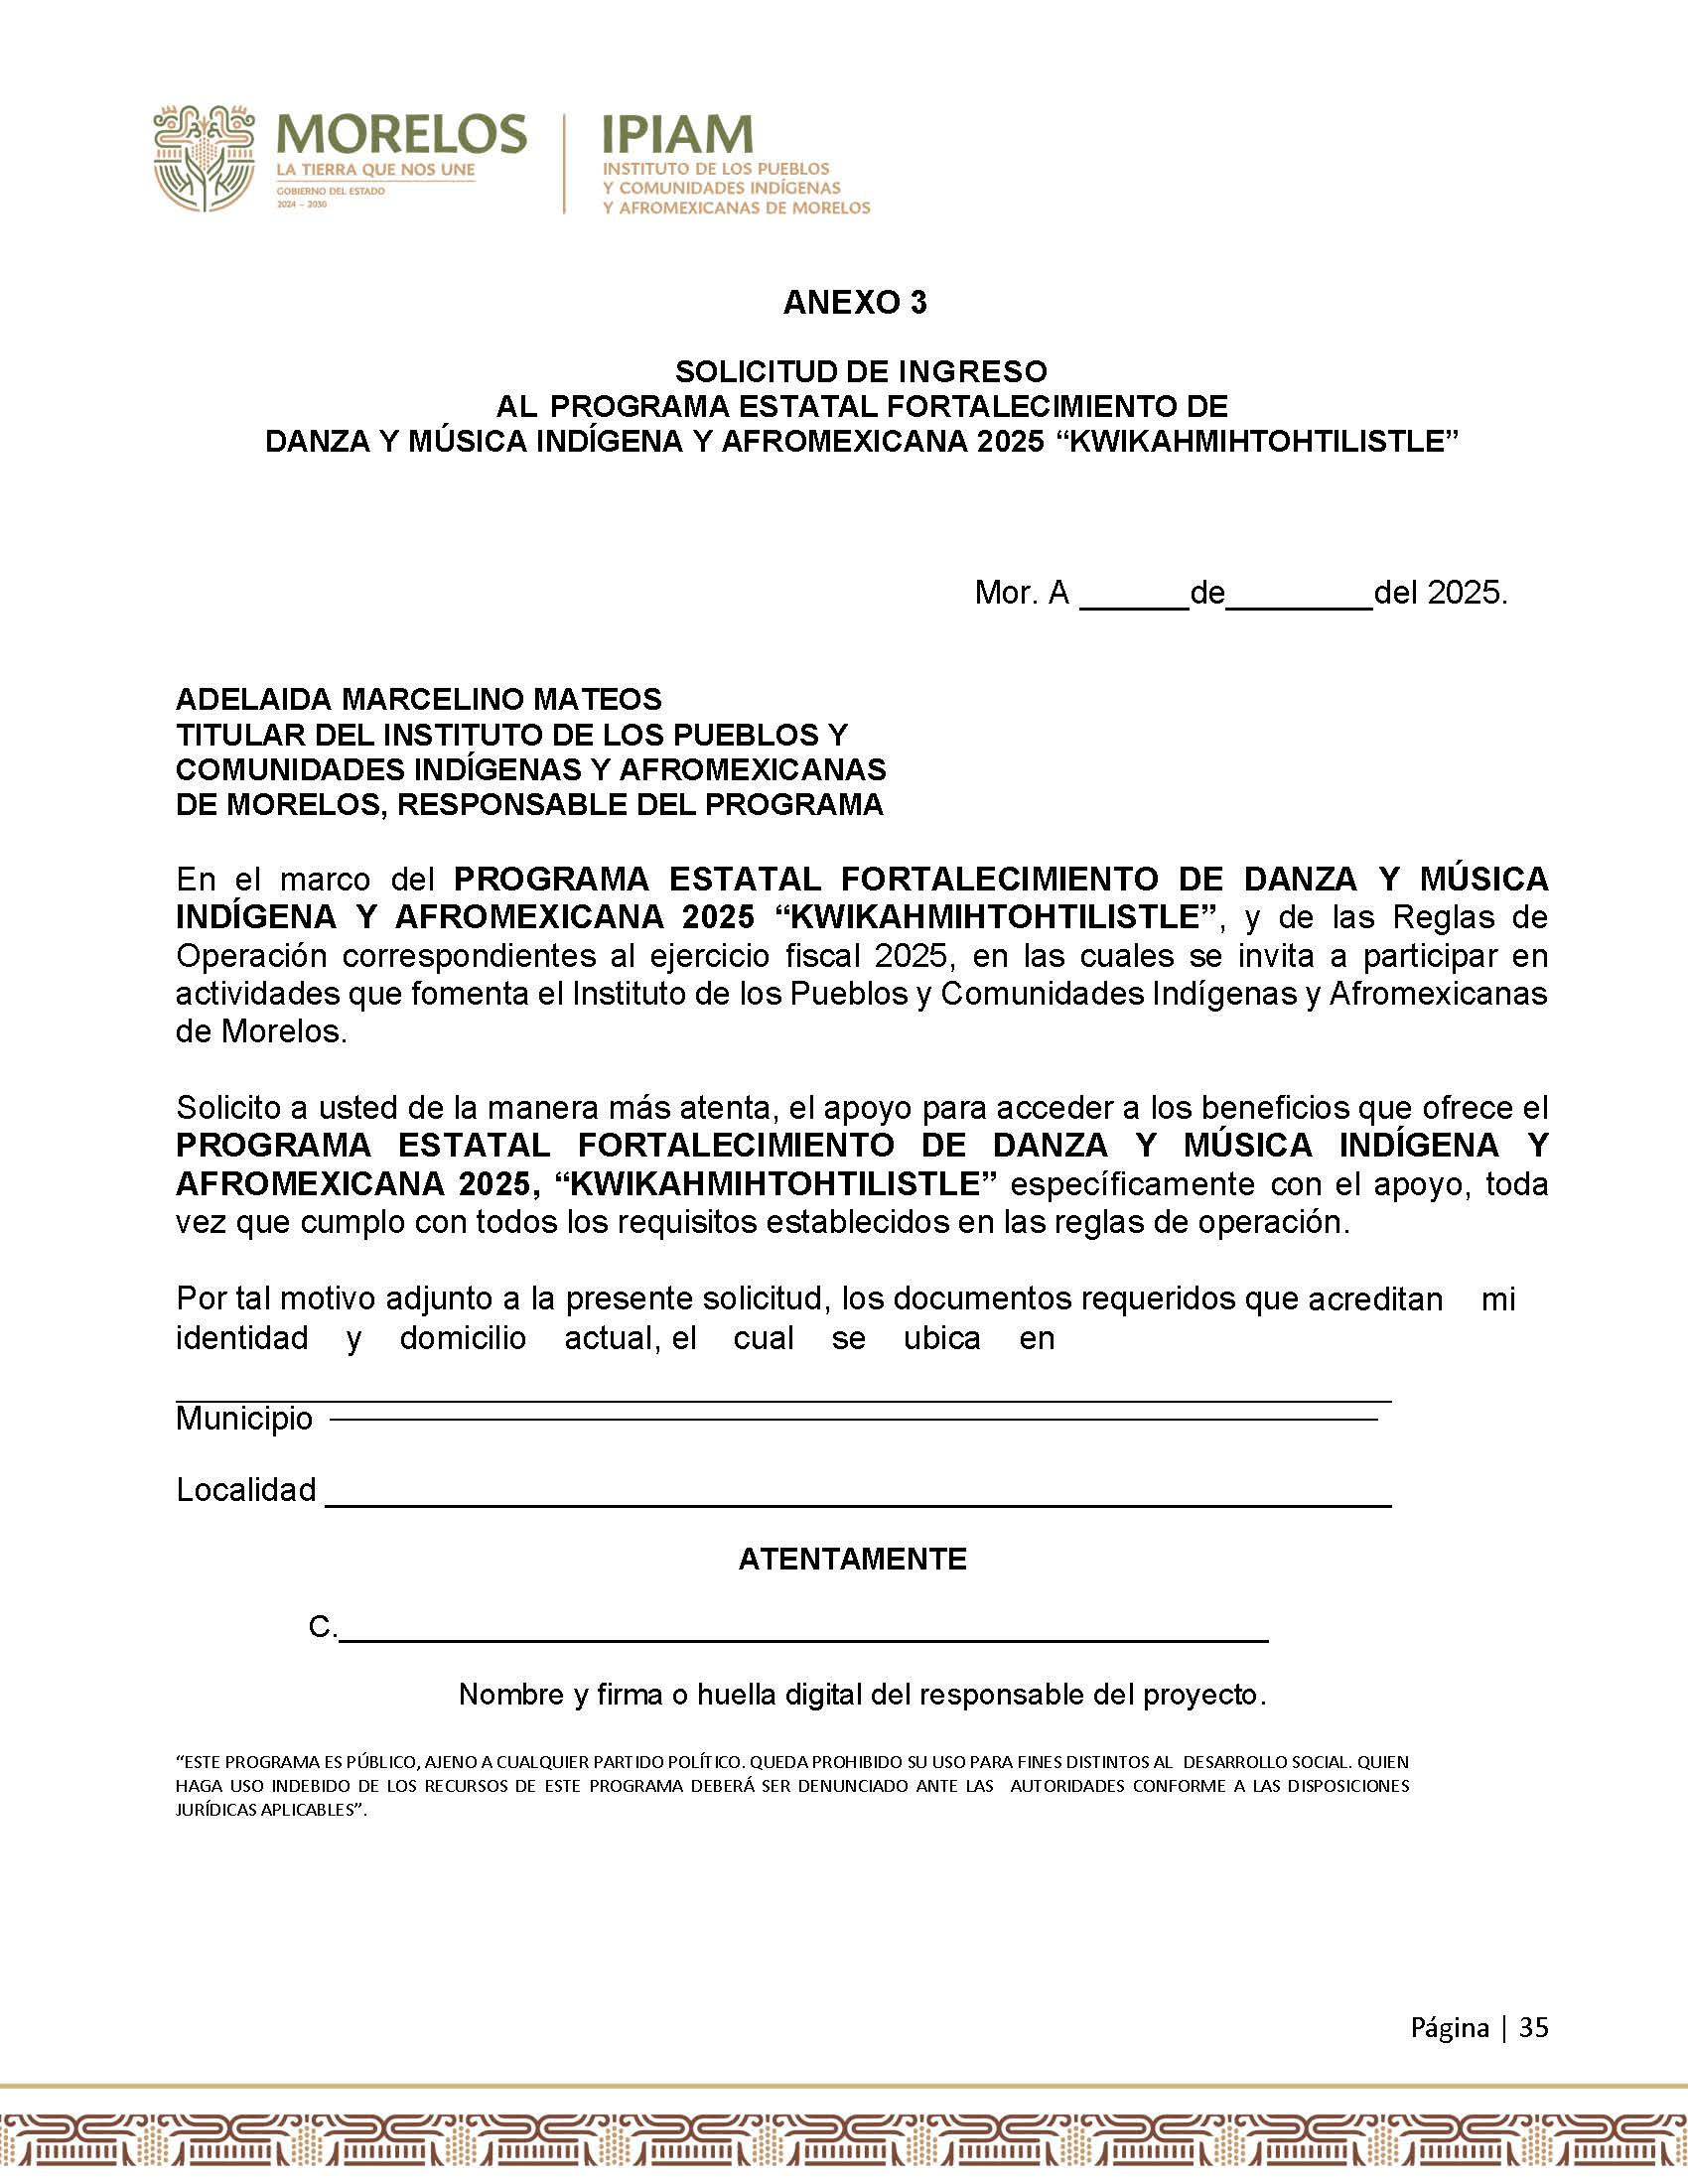 MORELOS
LA TIERRA QUE NOS UNE
GOBIERNO DEL ESTADO
2024 – 2030
IPIAM
INSTITUTO DE LOS PUEBLOS
Y COMUNIDADES INDÍGENAS
Y AFROMEXICANAS DE MORELOS
ANEXO 3
SOLICITUD DE INGRESO
AL PROGRAMA ESTATAL FORTALECIMIENTO DE
DANZA Y MÚSICA INDÍGENA Y AFROMEXICANA 2025 “KWIKAHMIHTOHTILISTLE”
Mor. A ______de________del 2025.
ADELAIDA MARCELINO MATEOS
TITULAR DEL INSTITUTO DE LOS PUEBLOS Y
COMUNIDADES INDÍGENAS Y AFROMEXICANAS
DE MORELOS, RESPONSABLE DEL PROGRAMA
En el marco del PROGRAMA ESTATAL FORTALECIMIENTO DE DANZA Y MÚSICA
INDÍGENA Y AFROMEXICANA 2025 “KWIKAHMIHTOHTILISTLE”, y de las Reglas de
Operación correspondientes al ejercicio fiscal 2025, en las cuales se invita a participar en
actividades que fomenta el Instituto de los Pueblos y Comunidades Indígenas y Afromexicanas
de Morelos.
Solicito a usted de la manera más atenta, el apoyo para acceder a los beneficios que ofrece el
PROGRAMA ESTATAL FORTALECIMIENTO DE DANZA Y MÚSICA INDÍGENA Y
AFROMEXICANA 2025, “KWIKAHMIHTOHTILISTLE” específicamente con el apoyo, toda
vez que cumplo con todos los requisitos establecidos en las reglas de operación.
Por tal motivo adjunto a la presente solicitud, los documentos requeridos que acreditan mi
identidad y domicilio actual, el cual se ubica en
Municipio
Localidad
ATENTAMENTE
C.
Nombre y firma o huella digital del responsable del proyecto.
“ESTE PROGRAMA ES PÚBLICO, AJENO A CUALQUIER PARTIDO POLÍTICO. QUEDA PROHIBIDO SU USO PARA FINES DISTINTOS AL DESARROLLO SOCIAL. QUIEN
HAGA USO INDEBIDO DE LOS RECURSOS DE ESTE PROGRAMA DEBERÁ SER DENUNCIADO ANTE LAS AUTORIDADES CONFORME A LAS DISPOSICIONES
JURÍDICAS APLICABLES”.
Página | 35